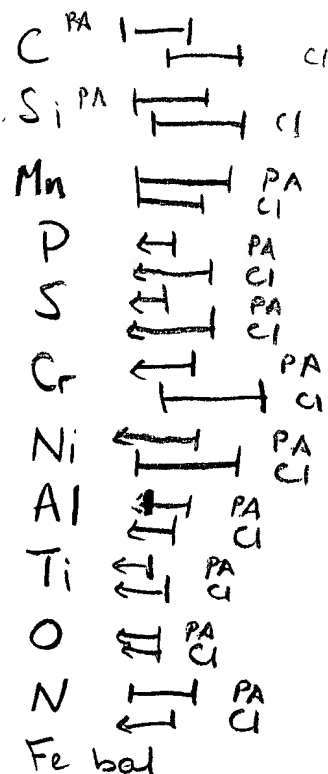 C PA
Cl
Si PA
Cl
Mn PA
Cl
P PA
Cl
S PA
Cl
Cr PA
Cl
Ni PA
Cl
Al PA
Cl
Ti PA
Cl
O PA
Cl
N PA
Cl
Fe bal